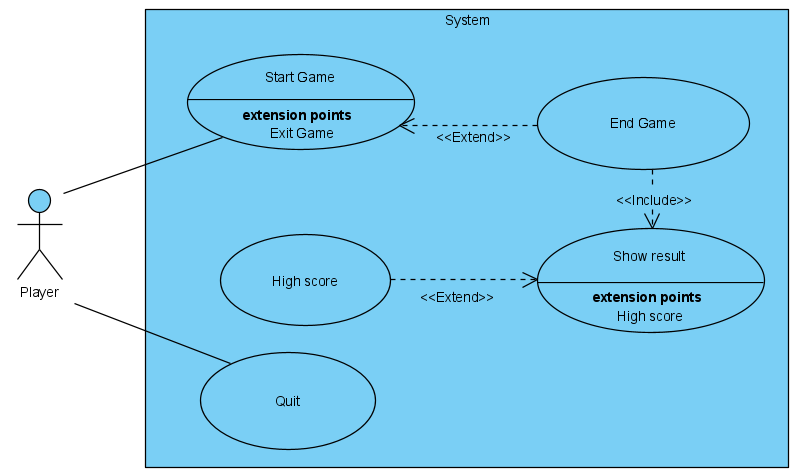 System
Start Game
extension points
Exit Game
<<Extend>>
End Game
<<Include>>
Player
High score
<<Extend>>
Show result
extension points
High score
Quit